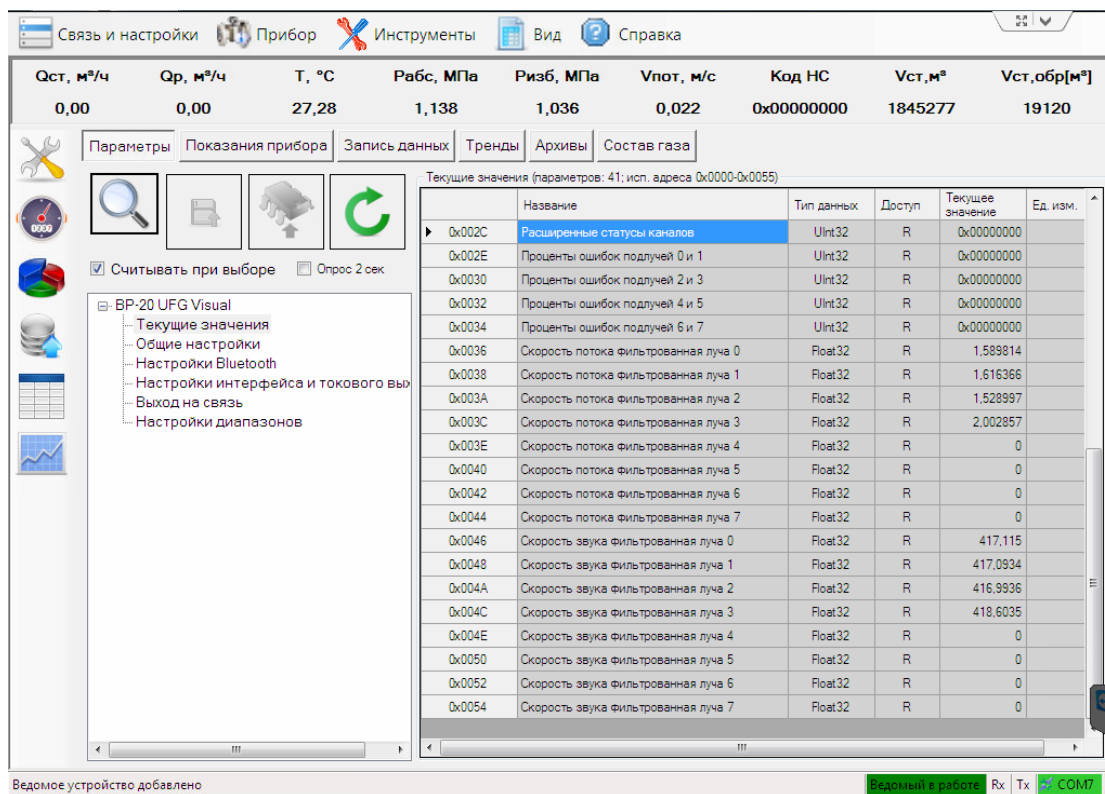 Связь и настройки Прибор Инструменты Вид Справка
Qст, м³/ч Qр, м³/ч T, °C Рабс, МПа Ризб, МПа Vпот, м/с Код НС Vст,м³ Vст,обр[м³]
0,00 0,00 27,28 1,138 1,036 0,022 0x00000000 1845277 19120
Параметры Показания прибора Запись данных Тренды Архивы Состав газа
Считывать при выборе Опрос 2 сек
BP-20 UFG Visual
Текущие значения
Общие настройки
Настройки Bluetooth
Настройки интерфейса и токового вых
Выход на связь
Настройки диапазонов
Текущие значения (параметров: 41; исп. адреса 0x0000-0x0055)
Название Тип данных Доступ Текущее значение Ед. изм.
0x002C Расширенные статусы каналов UInt32 R 0x00000000
0x002E Проценты ошибок подлучей 0 и 1 UInt32 R 0x00000000
0x0030 Проценты ошибок подлучей 2 и 3 UInt32 R 0x00000000
0x0032 Проценты ошибок подлучей 4 и 5 UInt32 R 0x00000000
0x0034 Проценты ошибок подлучей 6 и 7 UInt32 R 0x00000000
0x0036 Скорость потока фильтрованная луча 0 Float32 R 1,589814
0x0038 Скорость потока фильтрованная луча 1 Float32 R 1,616366
0x003A Скорость потока фильтрованная луча 2 Float32 R 1,528997
0x003C Скорость потока фильтрованная луча 3 Float32 R 2,002857
0x003E Скорость потока фильтрованная луча 4 Float32 R 0
0x0040 Скорость потока фильтрованная луча 5 Float32 R 0
0x0042 Скорость потока фильтрованная луча 6 Float32 R 0
0x0044 Скорость потока фильтрованная луча 7 Float32 R 0
0x0046 Скорость звука фильтрованная луча 0 Float32 R 417,115
0x0048 Скорость звука фильтрованная луча 1 Float32 R 417,0934
0x004A Скорость звука фильтрованная луча 2 Float32 R 416,9936
0x004C Скорость звука фильтрованная луча 3 Float32 R 418,6035
0x004E Скорость звука фильтрованная луча 4 Float32 R 0
0x0050 Скорость звука фильтрованная луча 5 Float32 R 0
0x0052 Скорость звука фильтрованная луча 6 Float32 R 0
0x0054 Скорость звука фильтрованная луча 7 Float32 R 0
Ведомое устройство добавлено Ведомый в работе Rx Tx COM7